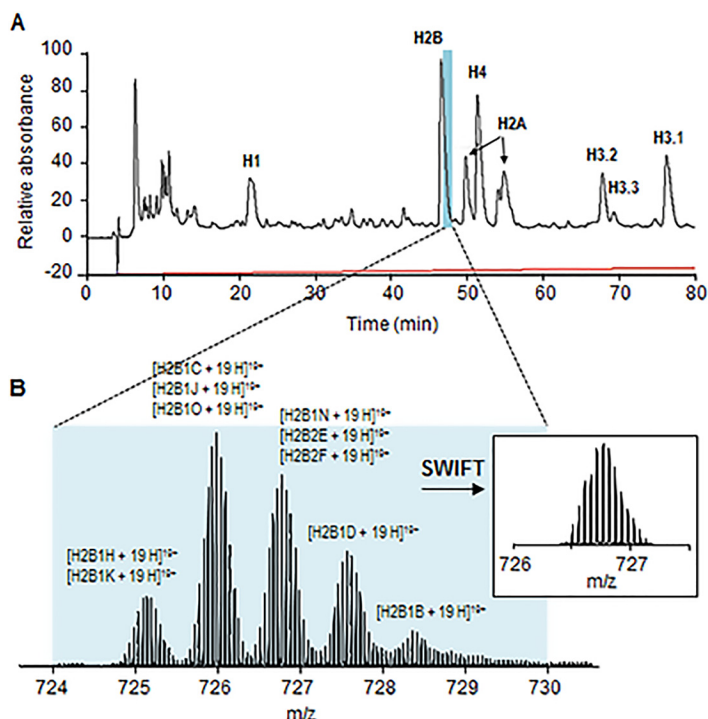 A
Relative absorbance
100
80
60
40
20
0
-20
H2B
H4
H2A
H1
H3.2
H3.3
H3.1
0 10 20 30 40 50 60 70 80
Time (min)
B
[H2B1C + 19 H]¹⁹⁺
[H2B1J + 19 H]¹⁹⁺
[H2B1O + 19 H]¹⁹⁺
[H2B1N + 19 H]¹⁹⁺
[H2B2E + 19 H]¹⁹⁺
[H2B2F + 19 H]¹⁹⁺
[H2B1H + 19 H]¹⁹⁺
[H2B1K + 19 H]¹⁹⁺
[H2B1D + 19 H]¹⁹⁺
[H2B1B + 19 H]¹⁹⁺
SWIFT
726 727
m/z
724 725 726 727 728 729 730
m/z